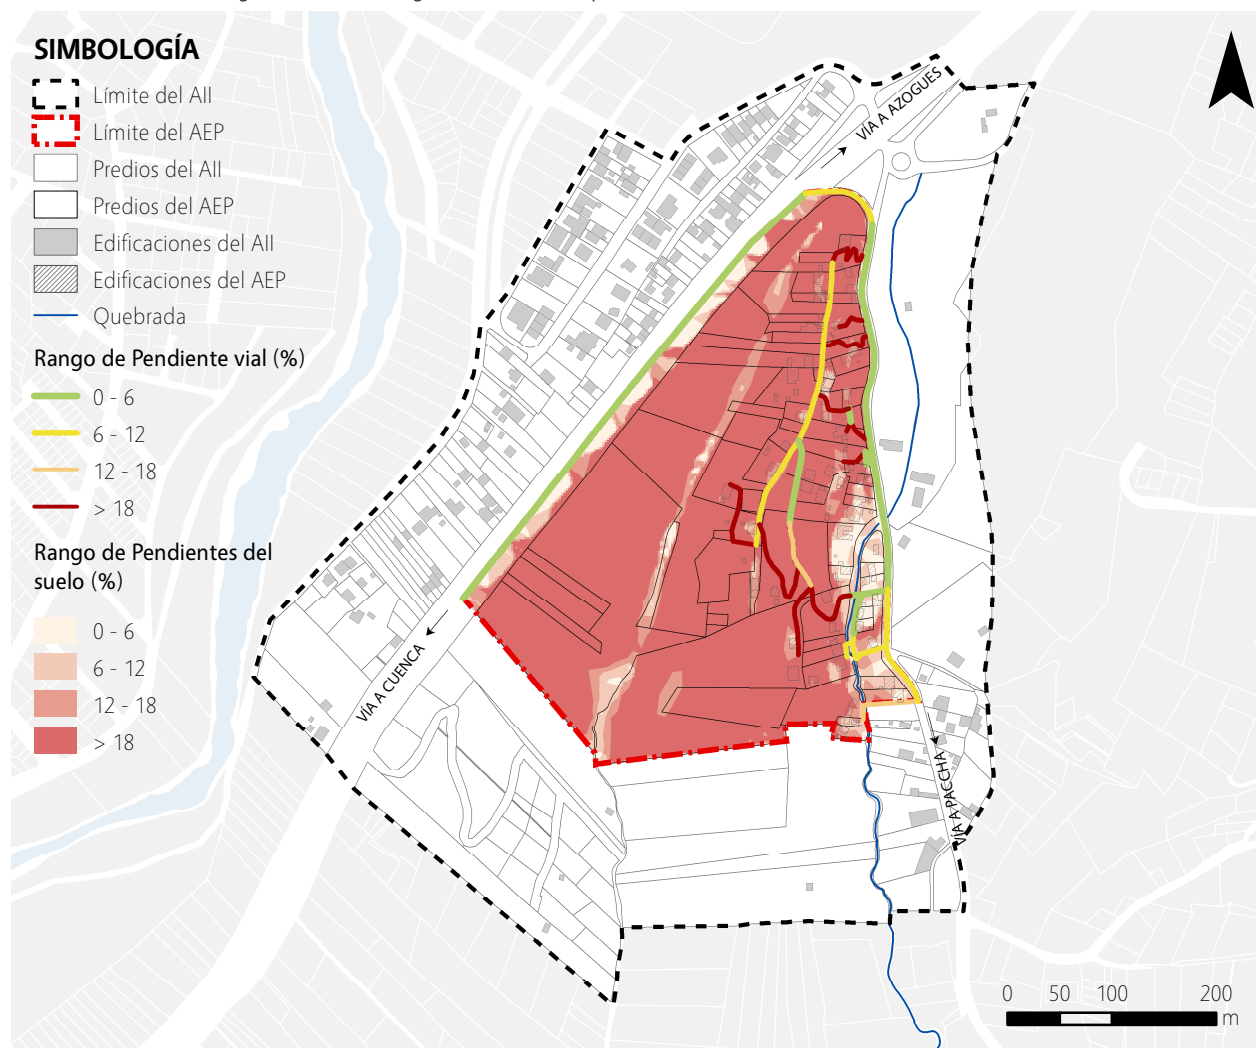 SIMBOLOGÍA
Límite del AII
Límite del AEP
Predios del AII
Predios del AEP
Edificaciones del AII
Edificaciones del AEP
Quebrada
Rango de Pendiente vial (%)
0 - 6
6 - 12
12 - 18
> 18
Rango de Pendientes del
suelo (%)
0 - 6
6 - 12
12 - 18
> 18
VÍA A AZOGUES
VÍA A CUENCA
VÍA A PACCHA
0 50 100 200
m